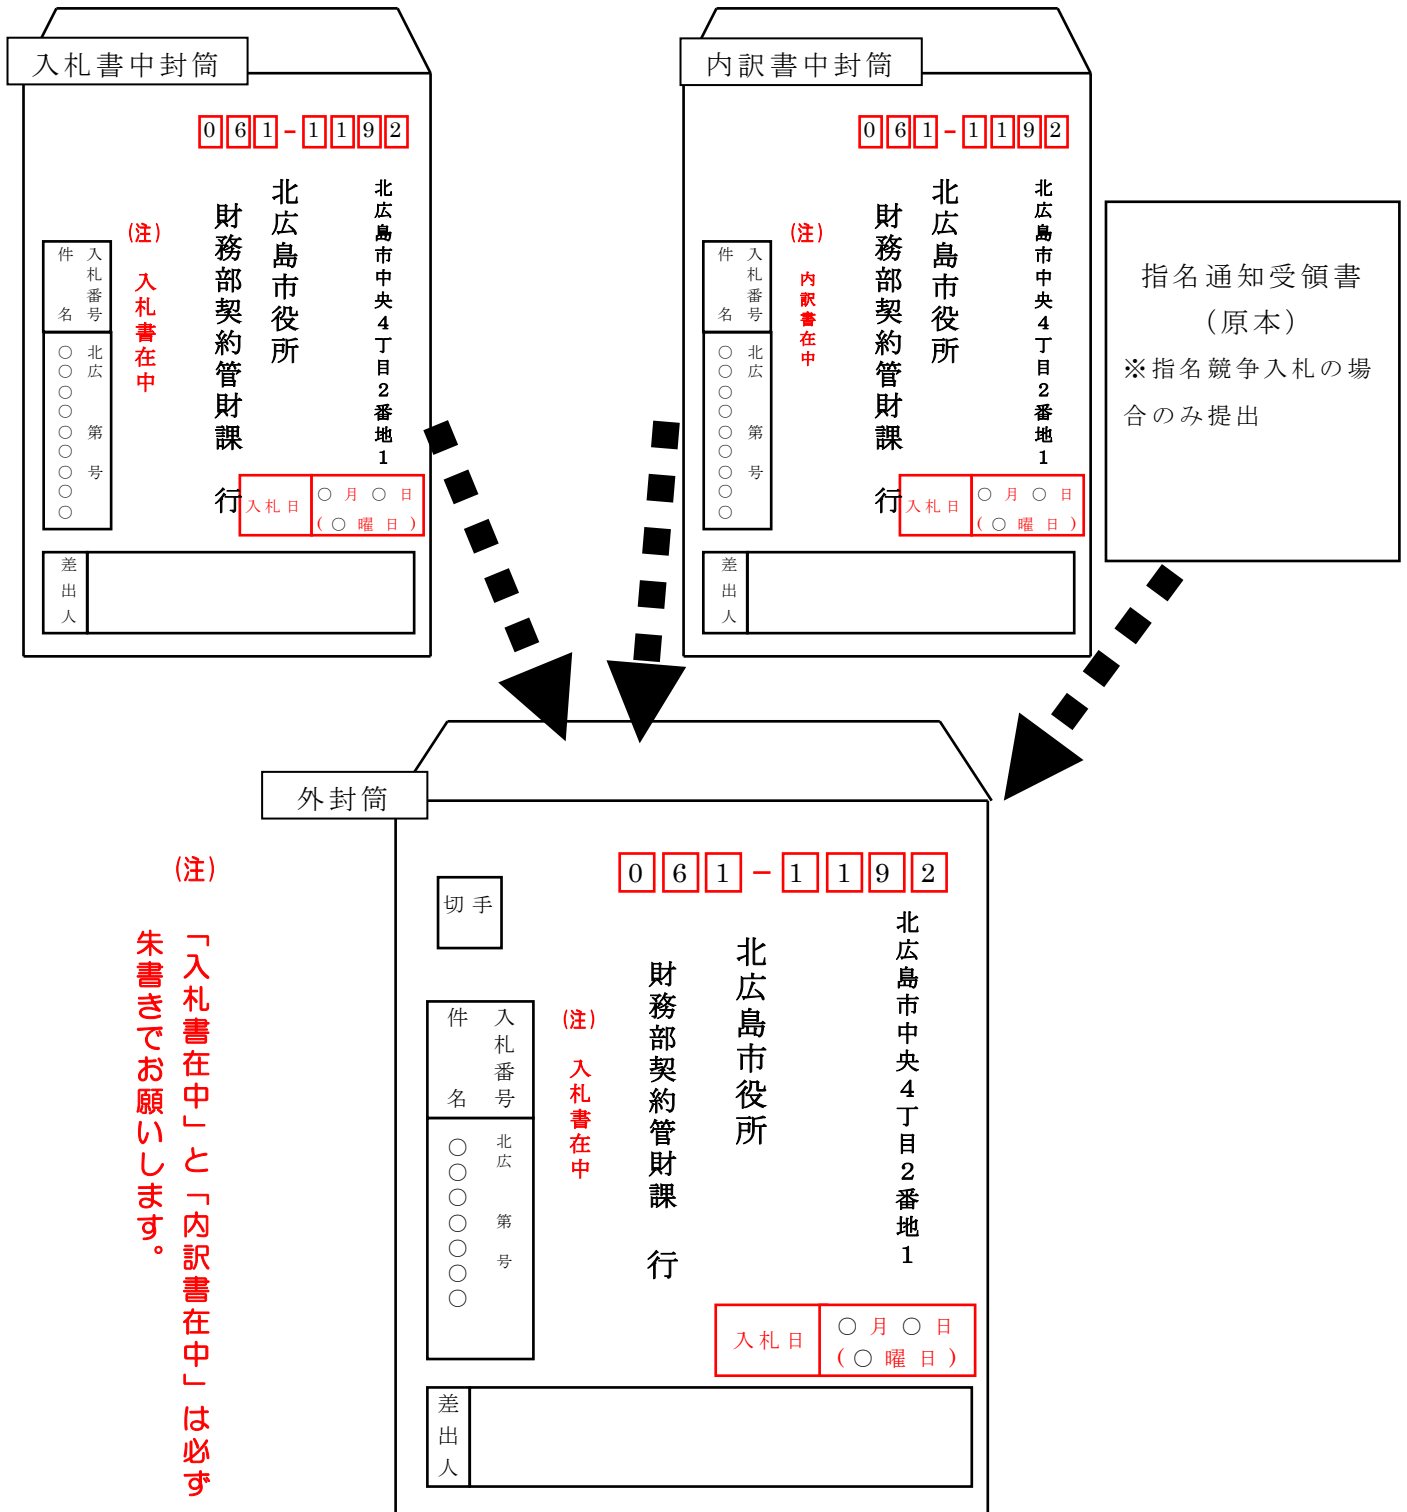 入札書中封筒
061-1192
北広島市中央4丁目2番地1
北広島市役所
財務部契約管財課　行
(注)　入札書在中
入札番号
件　名
北広　第　号
○○○○○○○○○
入札日
○月○日
(○曜日)
差出人
内訳書中封筒
061-1192
北広島市中央4丁目2番地1
北広島市役所
財務部契約管財課　行
(注)　内訳書在中
入札番号
件　名
北広　第　号
○○○○○○○○○
入札日
○月○日
(○曜日)
差出人
指名通知受領書
（原本）
※指名競争入札の場
合のみ提出
外封筒
切手
061-1192
北広島市中央4丁目2番地1
北広島市役所
財務部契約管財課　行
(注)　入札書在中
入札番号
件　名
北広　第　号
○○○○○○○
入札日
○月○日
(○曜日)
差出人
(注)　「入札書在中」と「内訳書在中」は必ず
朱書きでお願いします。